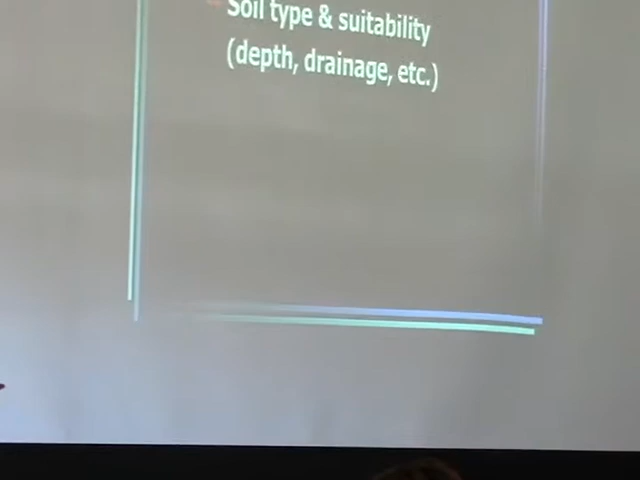 Soil type & suitability
(depth, drainage, etc.)